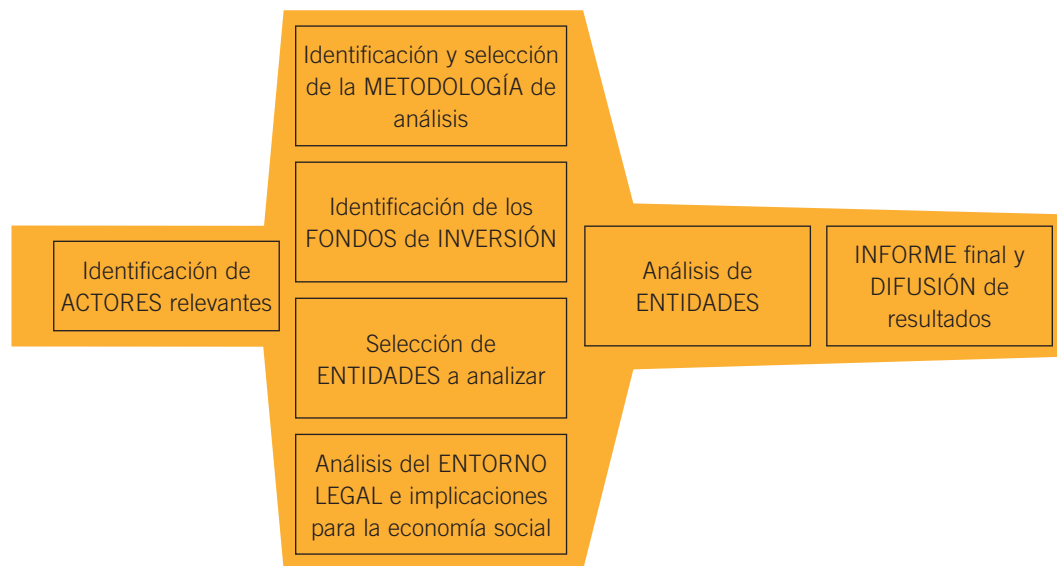 Identificación de
ACTORES relevantes
Identificación y selección
de la METODOLOGÍA de
análisis
Identificación de los
FONDOS de INVERSIÓN
Selección de
ENTIDADES a analizar
Análisis del ENTORNO
LEGAL e implicaciones
para la economía social
Análisis de
ENTIDADES
INFORME final y
DIFUSIÓN de
resultados